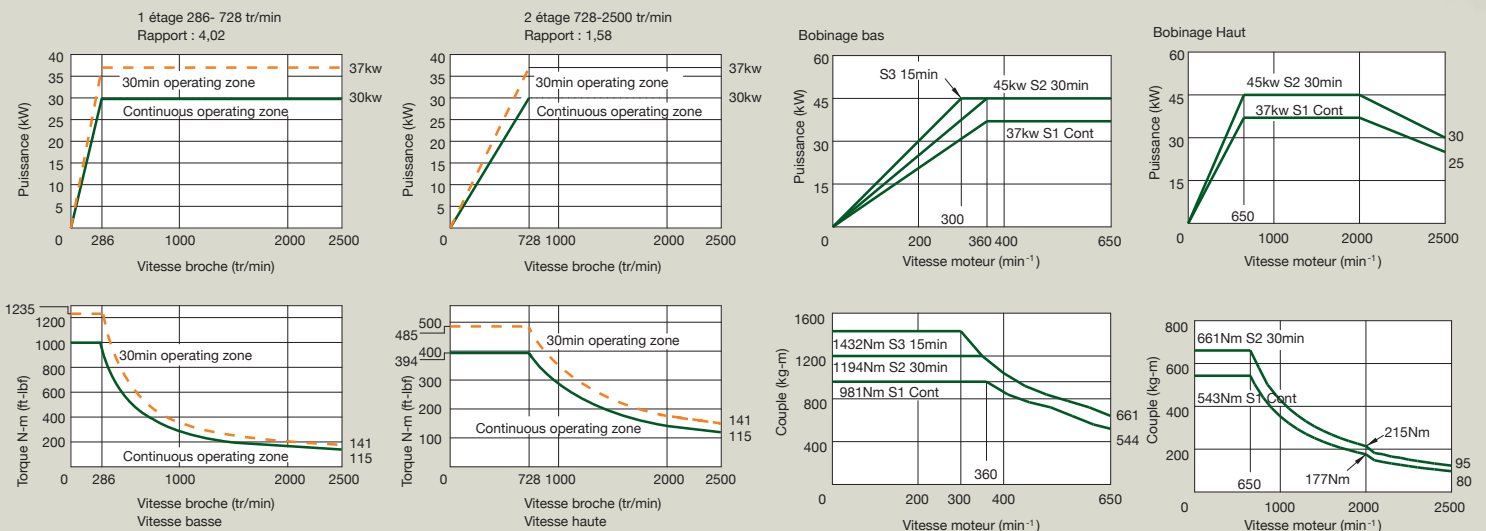 1 étage 286- 728 tr/min
Rapport : 4,02
40
35
30
25
20
15
10
5
0
Puissance (kW)
37kw
30kw
30min operating zone
Continuous operating zone
286
1000
2000
2500
Vitesse broche (tr/min)
2 étage 728-2500 tr/min
Rapport : 1,58
40
35
30
25
20
15
10
5
0
Puissance (kW)
37kw
30kw
30min operating zone
Continuous operating zone
728
1000
2000
2500
Vitesse broche (tr/min)
Bobinage bas
60
45
30
15
0
Puissance (kW)
S3 15min
45kw S2 30min
37kw S1 Cont
300
200
360
400
650
Vitesse moteur (min⁻¹)
Bobinage Haut
60
45
30
15
0
Puissance (kW)
45kw S2 30min
37kw S1 Cont
30
25
650
1000
2000
2500
Vitesse moteur (min⁻¹)
1235
1200
1000
800
600
400
200
0
Torque N-m (ft-lbf)
30min operating zone
Continuous operating zone
141
115
286
1000
2000
2500
Vitesse broche (tr/min)
Vitesse basse
500
485
400
394
300
200
100
0
Torque N-m (ft-lbf)
30min operating zone
Continuous operating zone
141
115
728
1000
2000
2500
Vitesse broche (tr/min)
Vitesse haute
1600
1200
800
400
0
Couple (kg-m)
1432Nm S3 15min
1194Nm S2 30min
981Nm S1 Cont
661
544
360
200
300
400
650
Vitesse moteur (min⁻¹)
800
600
400
200
0
Couple (kg-m)
661Nm S2 30min
543Nm S1 Cont
215Nm
177Nm
95
80
650
1000
2000
2500
Vitesse moteur (min⁻¹)